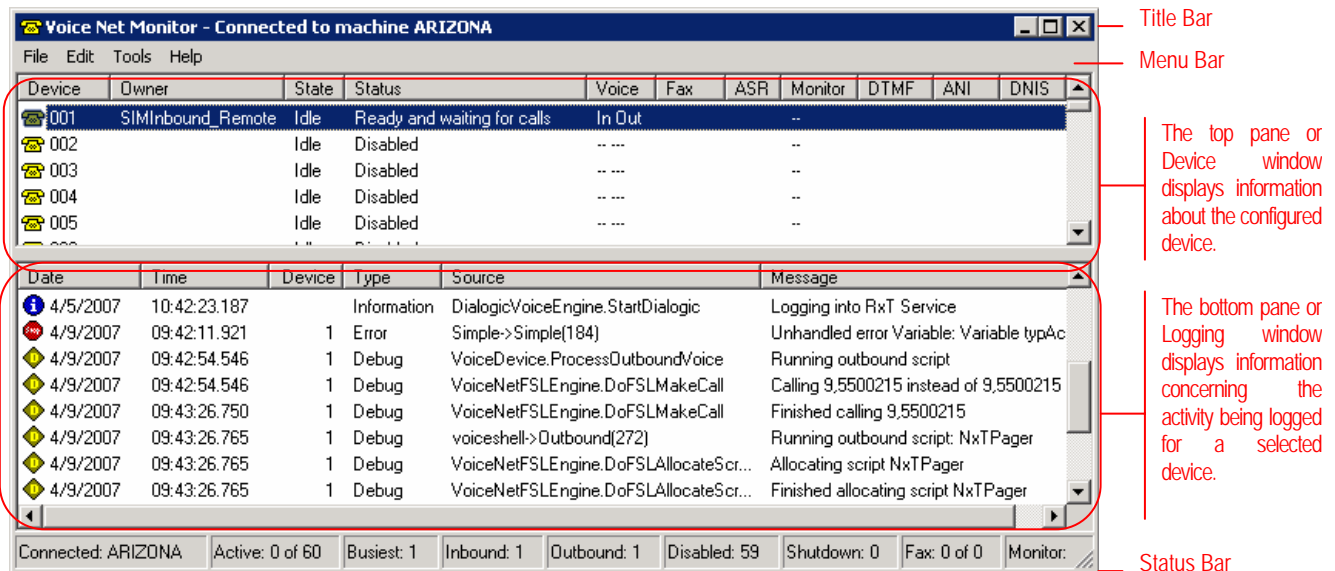 Voice Net Monitor - Connected to machine ARIZONA
Title Bar
File Edit Tools Help
Menu Bar
Device Owner State Status Voice Fax ASR Monitor DTMF ANI DNIS
001 SIMInbound_Remote Idle Ready and waiting for calls In Out --
002 Idle Disabled -- --- --
003 Idle Disabled -- --- --
004 Idle Disabled -- --- --
005 Idle Disabled -- --- --
The top pane or
Device window
displays information
about the configured
device.
Date Time Device Type Source Message
4/5/2007 10:42:23.187 Information DialogicVoiceEngine.StartDialogic Logging into RxT Service
Stop 4/9/2007 09:42:11.921 1 Error Simple->Simple(184) Unhandled error Variable: Variable typAc
D 4/9/2007 09:42:54.546 1 Debug VoiceDevice.ProcessOutboundVoice Running outbound script
D 4/9/2007 09:42:54.546 1 Debug VoiceNetFSLEngine.DoFSLMakeCall Calling 9,5500215 instead of 9,5500215
D 4/9/2007 09:43:26.750 1 Debug VoiceNetFSLEngine.DoFSLMakeCall Finished calling 9,5500215
D 4/9/2007 09:43:26.765 1 Debug voiceshell->Outbound(272) Running outbound script: NxTPager
D 4/9/2007 09:43:26.765 1 Debug VoiceNetFSLEngine.DoFSLAllocateScr... Allocating script NxTPager
D 4/9/2007 09:43:26.765 1 Debug VoiceNetFSLEngine.DoFSLAllocateScr... Finished allocating script NxTPager
The bottom pane or
Logging window
displays information
concerning the
activity being logged
for a selected
device.
Connected: ARIZONA Active: 0 of 60 Busiest: 1 Inbound: 1 Outbound: 1 Disabled: 59 Shutdown: 0 Fax: 0 of 0 Monitor:
Status Bar